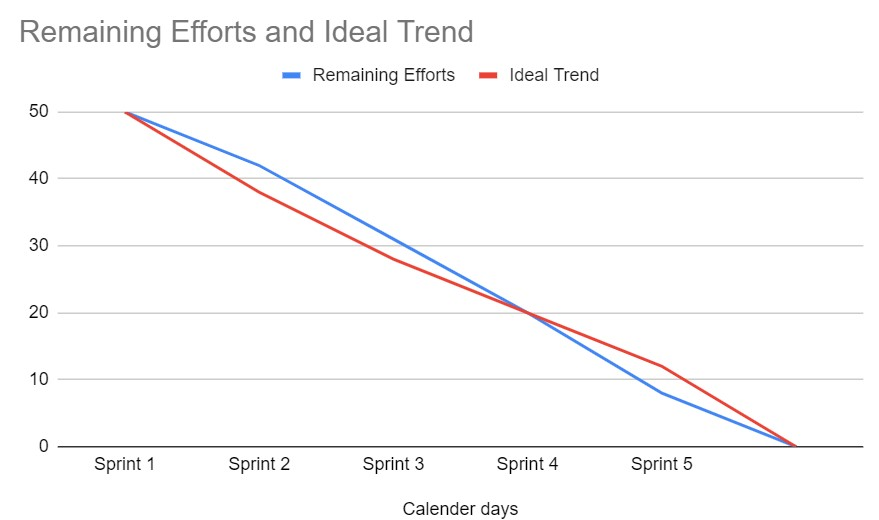 Remaining Efforts and Ideal Trend
Remaining Efforts Ideal Trend
50
40
30
20
10
0
Sprint 1 Sprint 2 Sprint 3 Sprint 4 Sprint 5
Calender days